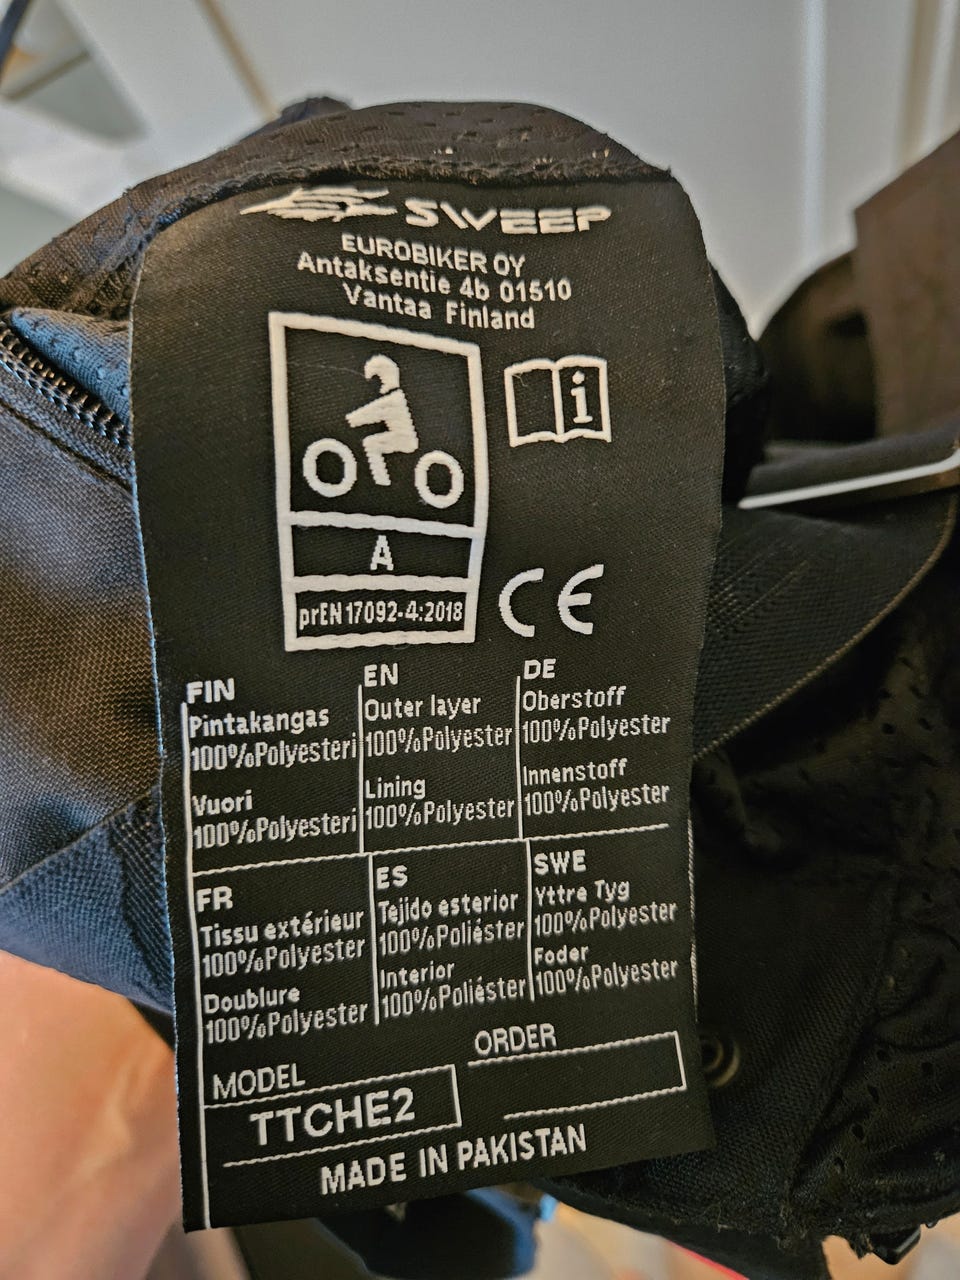 SWEEP
EUROBIKER OY
Antaksentie 4b 01510
Vantaa Finland
i
A
prEN 17092-4:2018
CE
FIN
Pintakangas
100%Polyesteri
Vuori
100%Polyesteri
EN
Outer layer
100%Polyester
Lining
100%Polyester
DE
Oberstoff
100%Polyester
Innenstoff
100%Polyester
FR
Tissu extérieur
100%Polyester
Doublure
100%Polyester
ES
Tejido esterior
100%Poliéster
Interior
100%Poliéster
SWE
Yttre Tyg
100%Polyester
Foder
100%Polyester
MODEL
TTCHE2
ORDER
MADE IN PAKISTAN